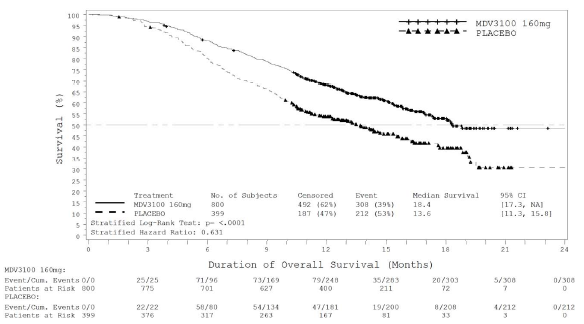 MDV3100 160mg
PLACEBO
Survival (%)
100
95
90
85
80
75
70
65
60
55
50
45
40
35
30
25
20
15
10
5
0
Treatment No. of Subjects Censored Event Median Survival 95% CI
MDV3100 160mg 800 492 (62%) 308 (39%) 18.4 [17.3, NA]
PLACEBO 399 187 (47%) 212 (53%) 13.6 [11.3, 15.8]
Stratified Log-Rank Test: p= <.0001
Stratified Hazard Ratio: 0.631
0 3 6 9 12 15 18 21 24
Duration of Overall Survival (Months)
MDV3100 160mg:
Event/Cum. Events 0/0 25/25 71/96 73/169 79/248 35/283 20/303 5/308 0/308
Patients at Risk 800 775 701 627 400 211 72 7 0
PLACEBO:
Event/Cum. Events 0/0 22/22 58/80 54/134 47/181 19/200 8/208 4/212 0/212
Patients at Risk 399 376 317 263 167 81 33 3 0